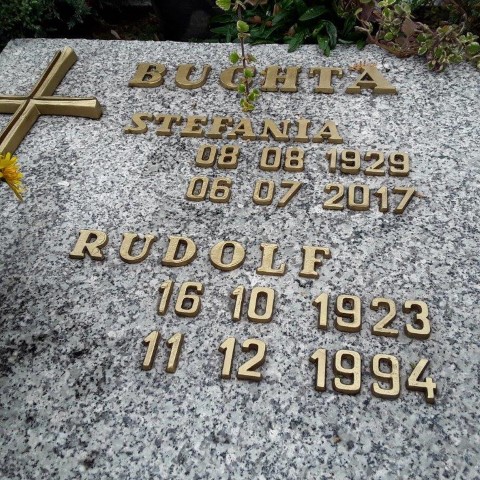 BUCHTA
STEFANIA
08 08 1929
06 07 2017
RUDOLF
16 10 1923
11 12 1994